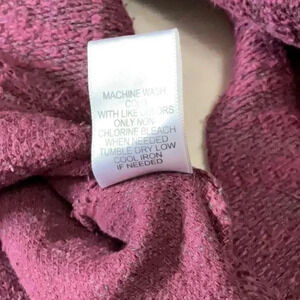 MACHINE WASH
COLD
WITH LIKE COLORS
ONLY NON
CHLORINE BLEACH
WHEN NEEDED
TUMBLE DRY LOW
COOL IRON
IF NEEDED